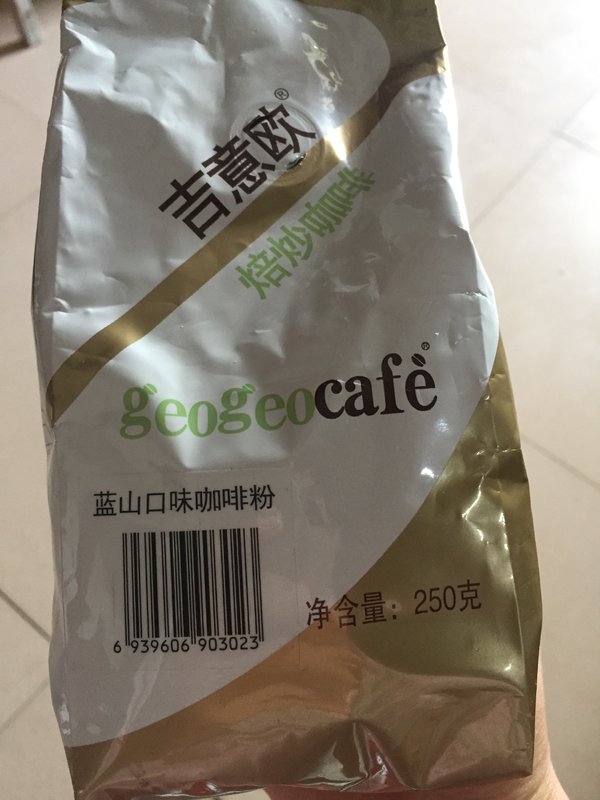 吉意欧®
焙炒咖啡
geogeocafè®
蓝山口味咖啡粉
6 939606 903023
净含量：250克